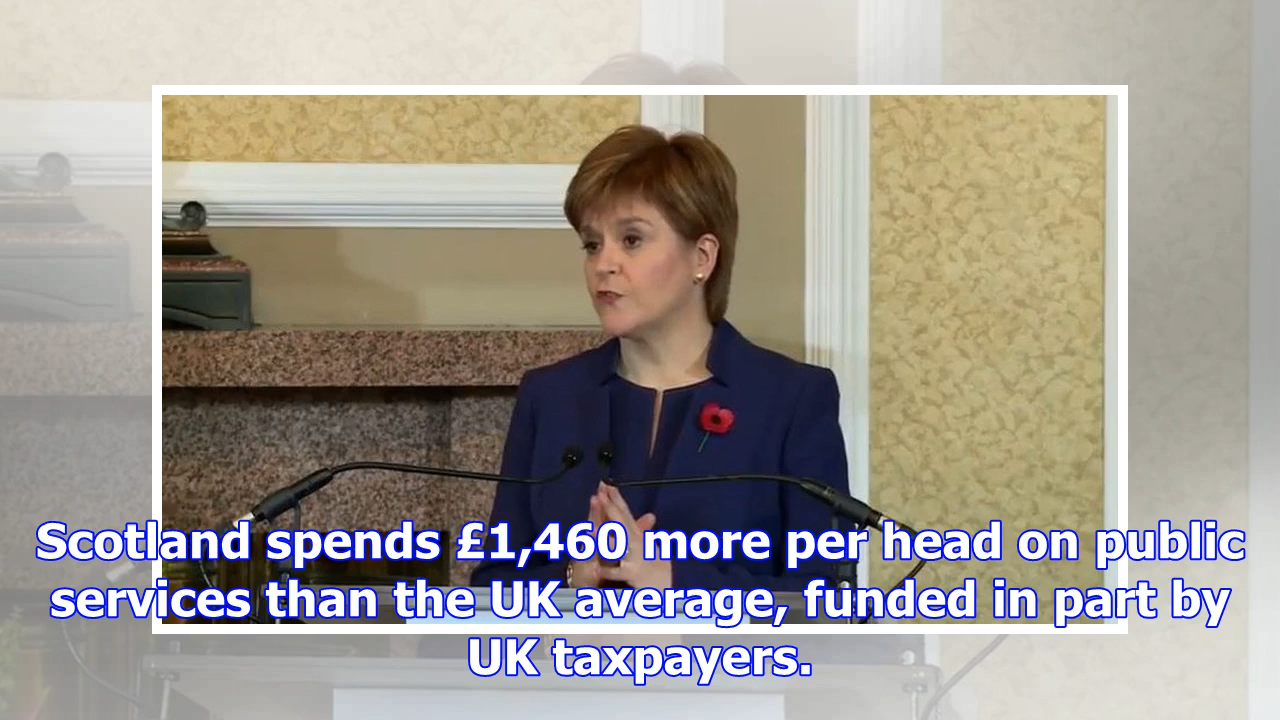 Scotland spends £1,460 more per head on public
services than the UK average, funded in part by
UK taxpayers.